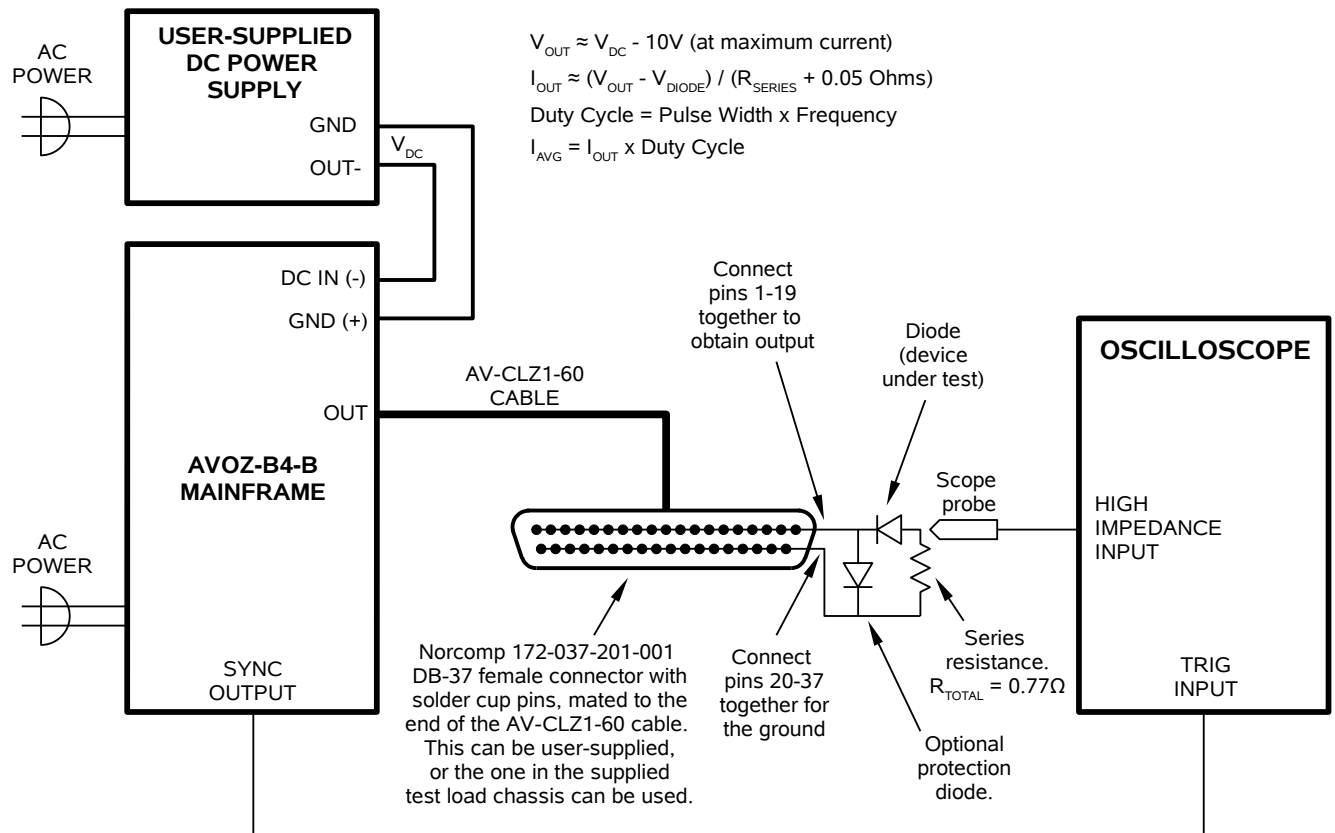 USER-SUPPLIED
DC POWER
SUPPLY
AC
POWER
GND
V_DC
OUT-
V_OUT ≈ V_DC - 10V (at maximum current)
I_OUT ≈ (V_OUT - V_DIODE) / (R_SERIES + 0.05 Ohms)
Duty Cycle = Pulse Width x Frequency
I_AVG = I_OUT x Duty Cycle
DC IN (-)
GND (+)
OUT
AVOZ-B4-B
MAINFRAME
AC
POWER
SYNC
OUTPUT
AV-CLZ1-60
CABLE
Connect
pins 1-19
together to
obtain output
Diode
(device
under test)
Scope
probe
OSCILLOSCOPE
HIGH
IMPEDANCE
INPUT
TRIG
INPUT
Norcomp 172-037-201-001
DB-37 female connector with
solder cup pins, mated to the
end of the AV-CLZ1-60 cable.
This can be user-supplied,
or the one in the supplied
test load chassis can be used.
Connect
pins 20-37
together for
the ground
Series
resistance.
R_TOTAL = 0.77Ω
Optional
protection
diode.